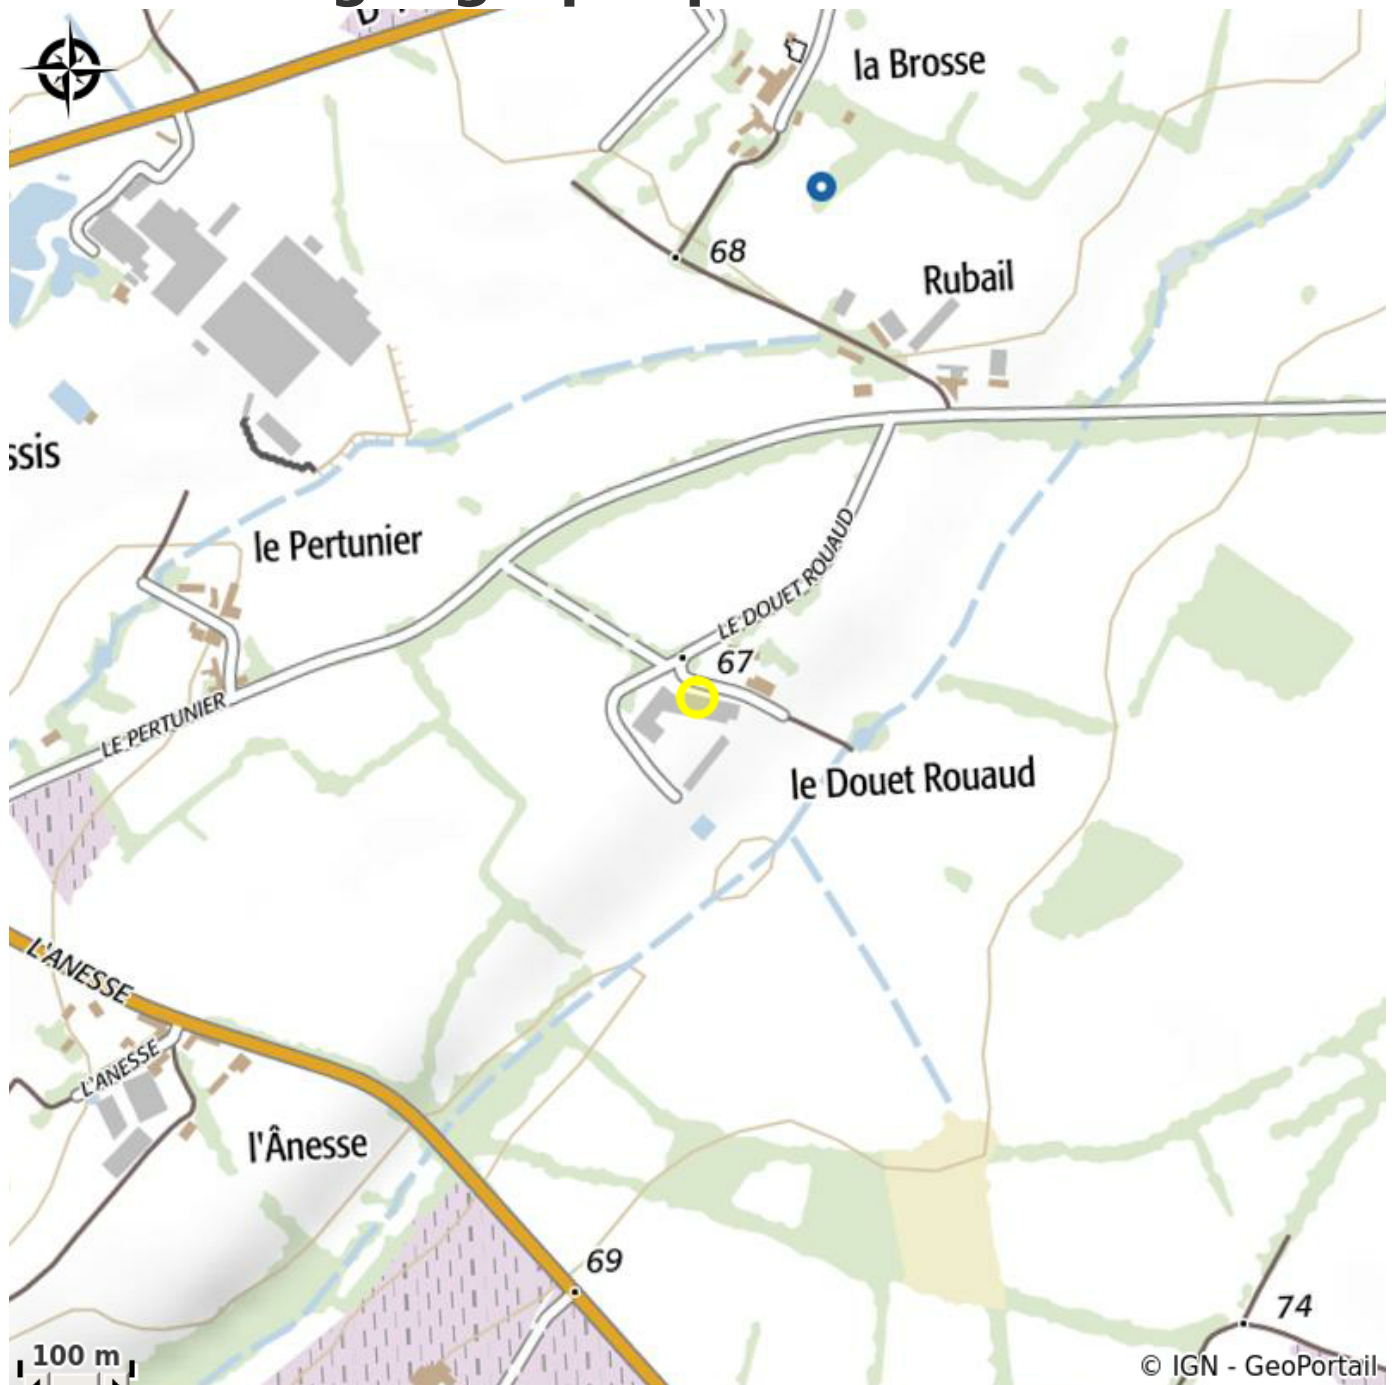 la Brosse
68
Rubail
ssis
le Pertunier
LE DOUET ROUAUD
67
LE PERTUNIER
le Douet Rouaud
L'ANESSE
L'ANESSE
l'Ânesse
69
74
100 m
© IGN - GeoPortail